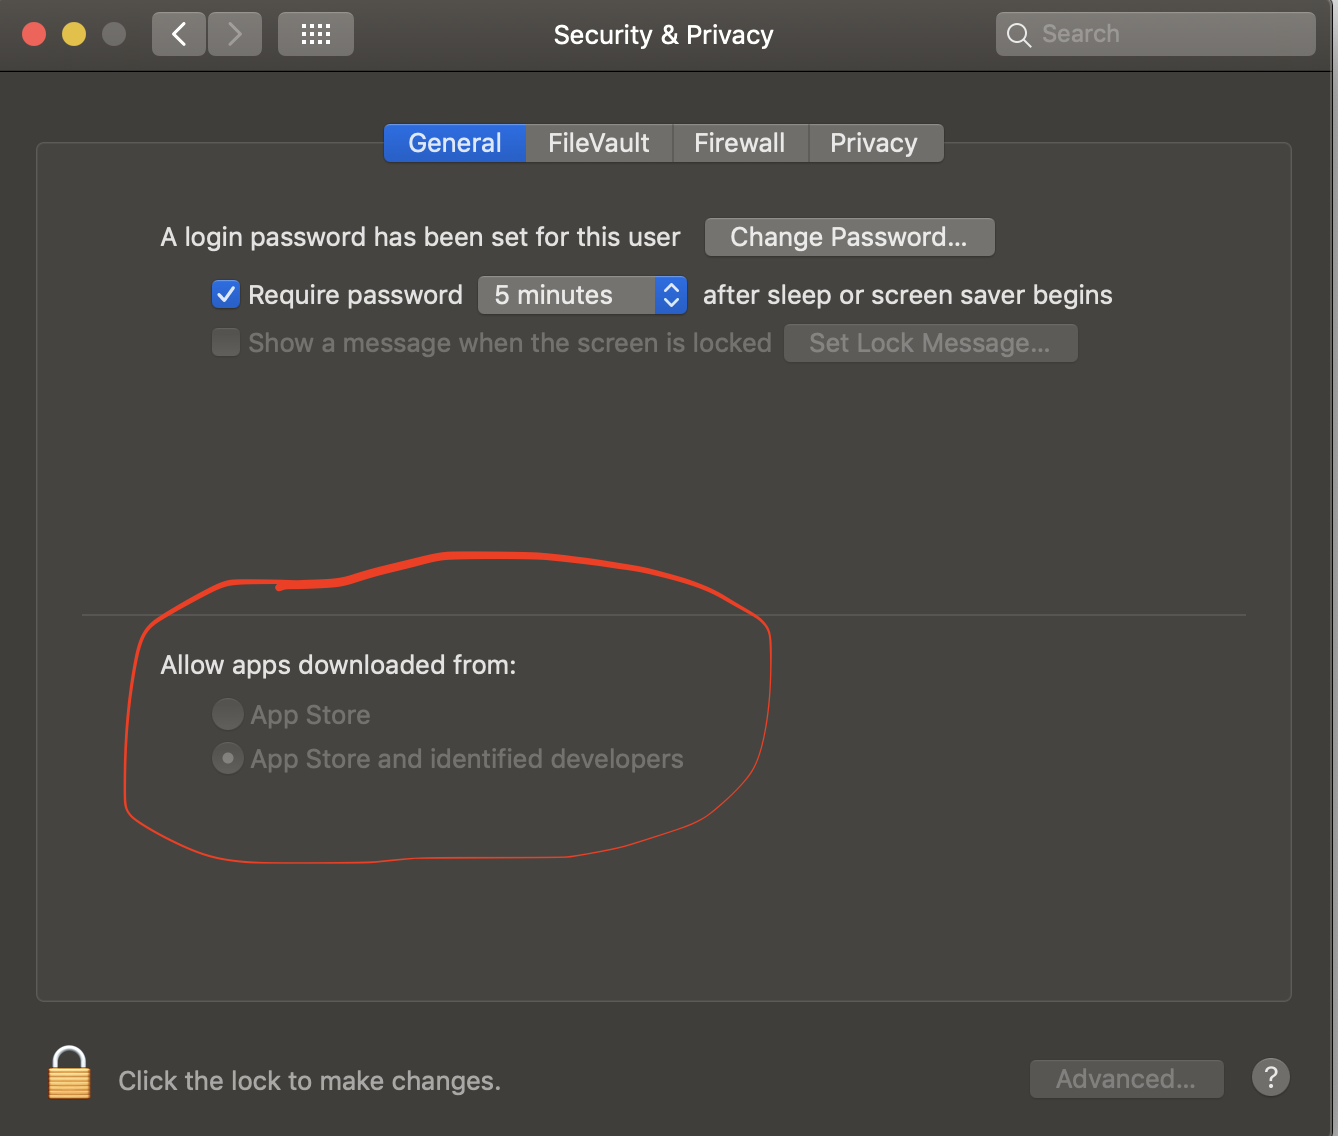 Security & Privacy
Search
General FileVault Firewall Privacy
A login password has been set for this user Change Password...
Require password 5 minutes after sleep or screen saver begins
Show a message when the screen is locked Set Lock Message...
Allow apps downloaded from:
App Store
App Store and identified developers
Click the lock to make changes.
Advanced... ?